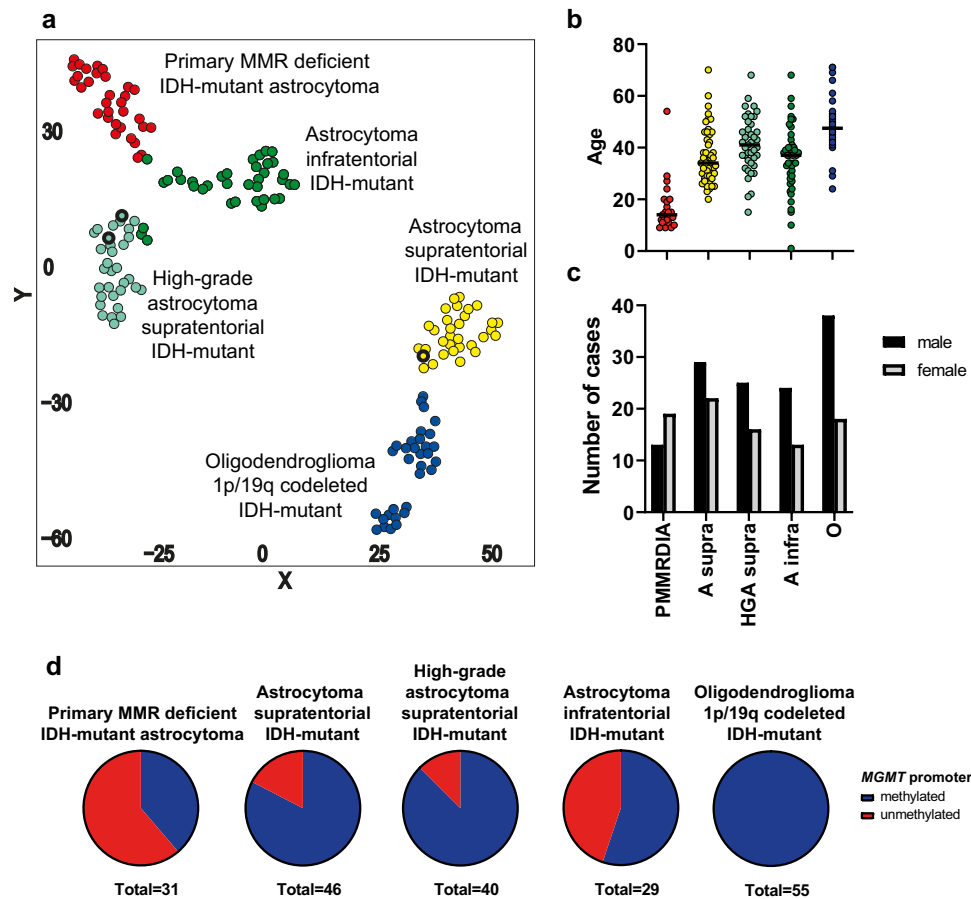 a
Primary MMR deficient
IDH-mutant astrocytoma
Astrocytoma
infratentorial
IDH-mutant
Astrocytoma
supratentorial
IDH-mutant
High-grade
astrocytoma
supratentorial
IDH-mutant
Oligodendroglioma
1p/19q codeleted
IDH-mutant
Y
30
0
−30
−60
−25
0
25
50
X
b
Age
80
60
40
20
0
c
Number of cases
40
30
20
10
0
male
female
PMMRDIA
A supra
HGA supra
A infra
O
d
Primary MMR deficient
IDH-mutant astrocytoma
Total=31
Astrocytoma
supratentorial
IDH-mutant
Total=46
High-grade
astrocytoma
supratentorial
IDH-mutant
Total=40
Astrocytoma
infratentorial
IDH-mutant
Total=29
Oligodendroglioma
1p/19q codeleted
IDH-mutant
Total=55
MGMT promoter
methylated
unmethylated